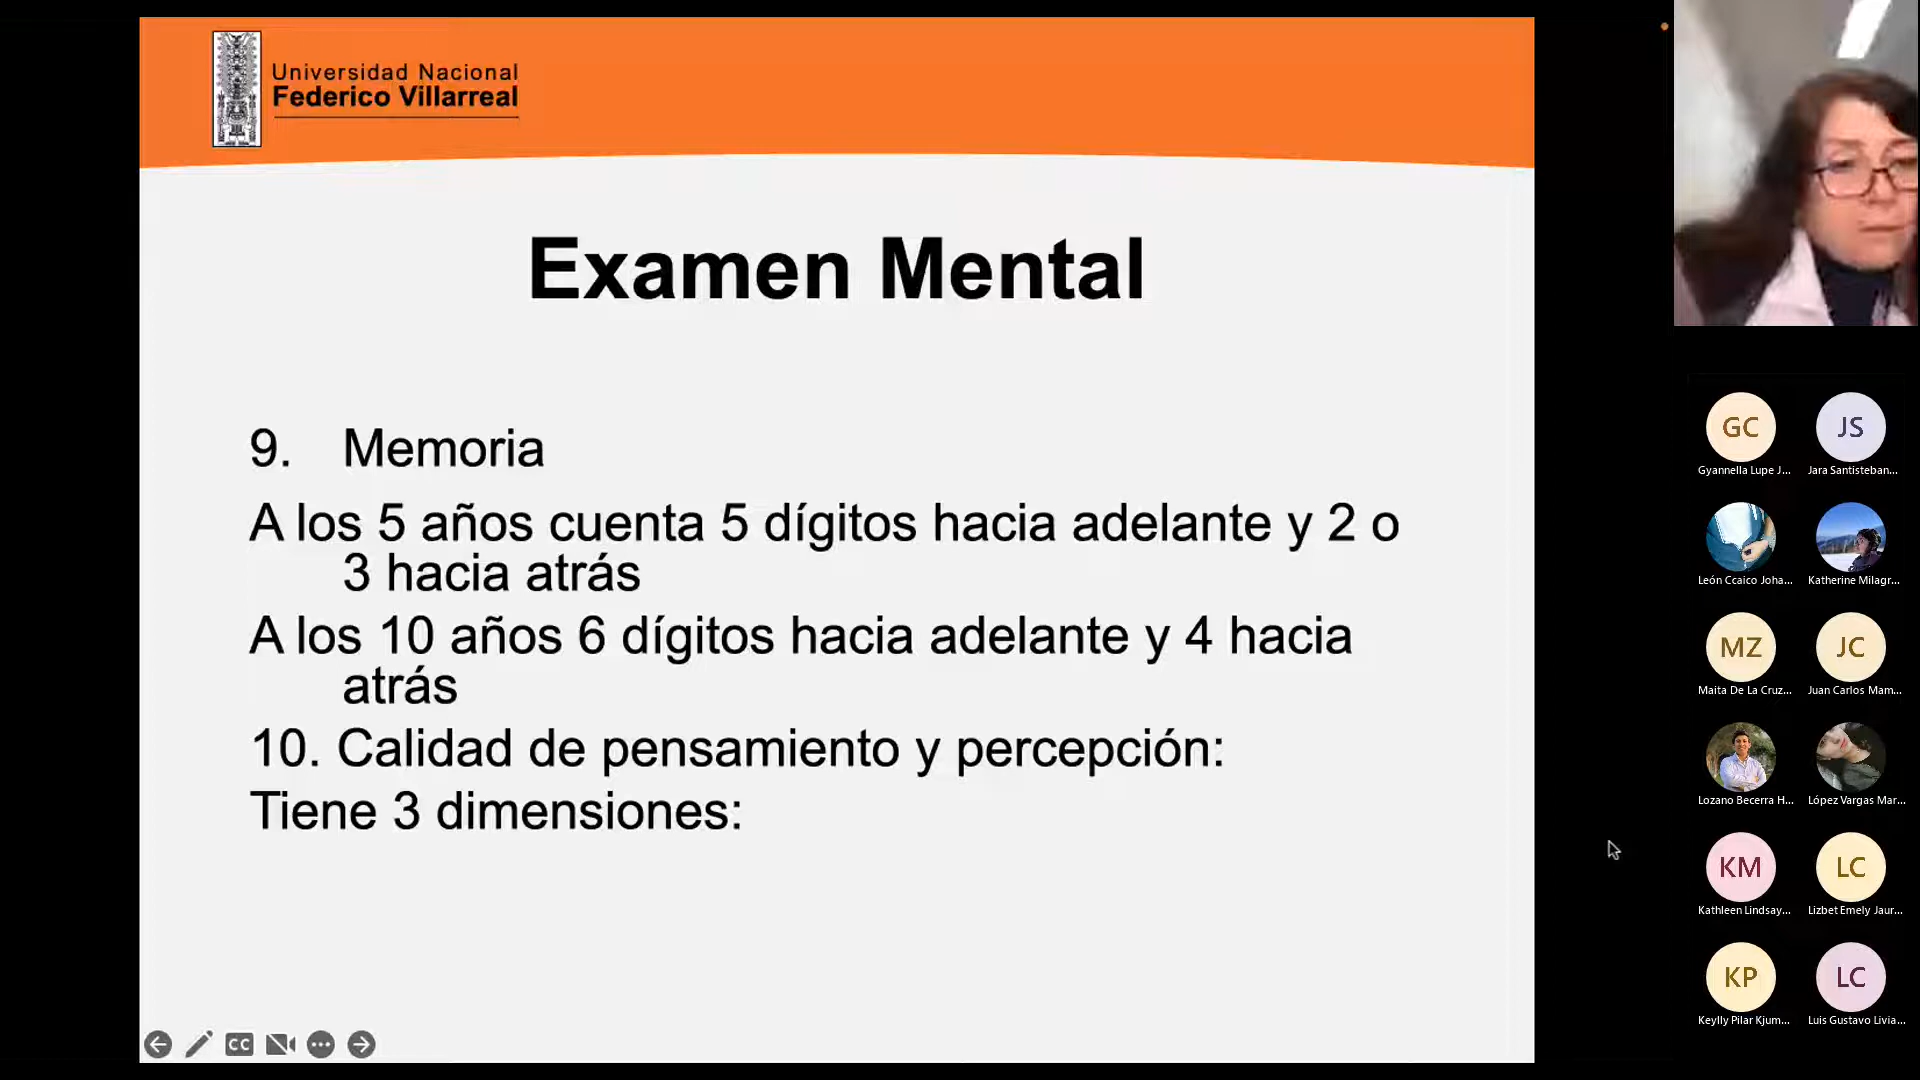 Universidad Nacional
Federico Villarreal
Examen Mental
9. Memoria
A los 5 años cuenta 5 dígitos hacia adelante y 2 o
3 hacia atrás
A los 10 años 6 dígitos hacia adelante y 4 hacia
atrás
10. Calidad de pensamiento y percepción:
Tiene 3 dimensiones:
CC
GC
JS
Gyannella Lupe J...
Jara Santisteban...
León Ccaico Joha...
Katherine Milagr...
MZ
JC
Maita De La Cruz...
Juan Carlos Mam...
Lozano Becerra H...
López Vargas Mar...
KM
LC
Kathleen Lindsay...
Lizbet Emely Jaur...
KP
LC
Keylly Pilar Kjum...
Luis Gustavo Livia...